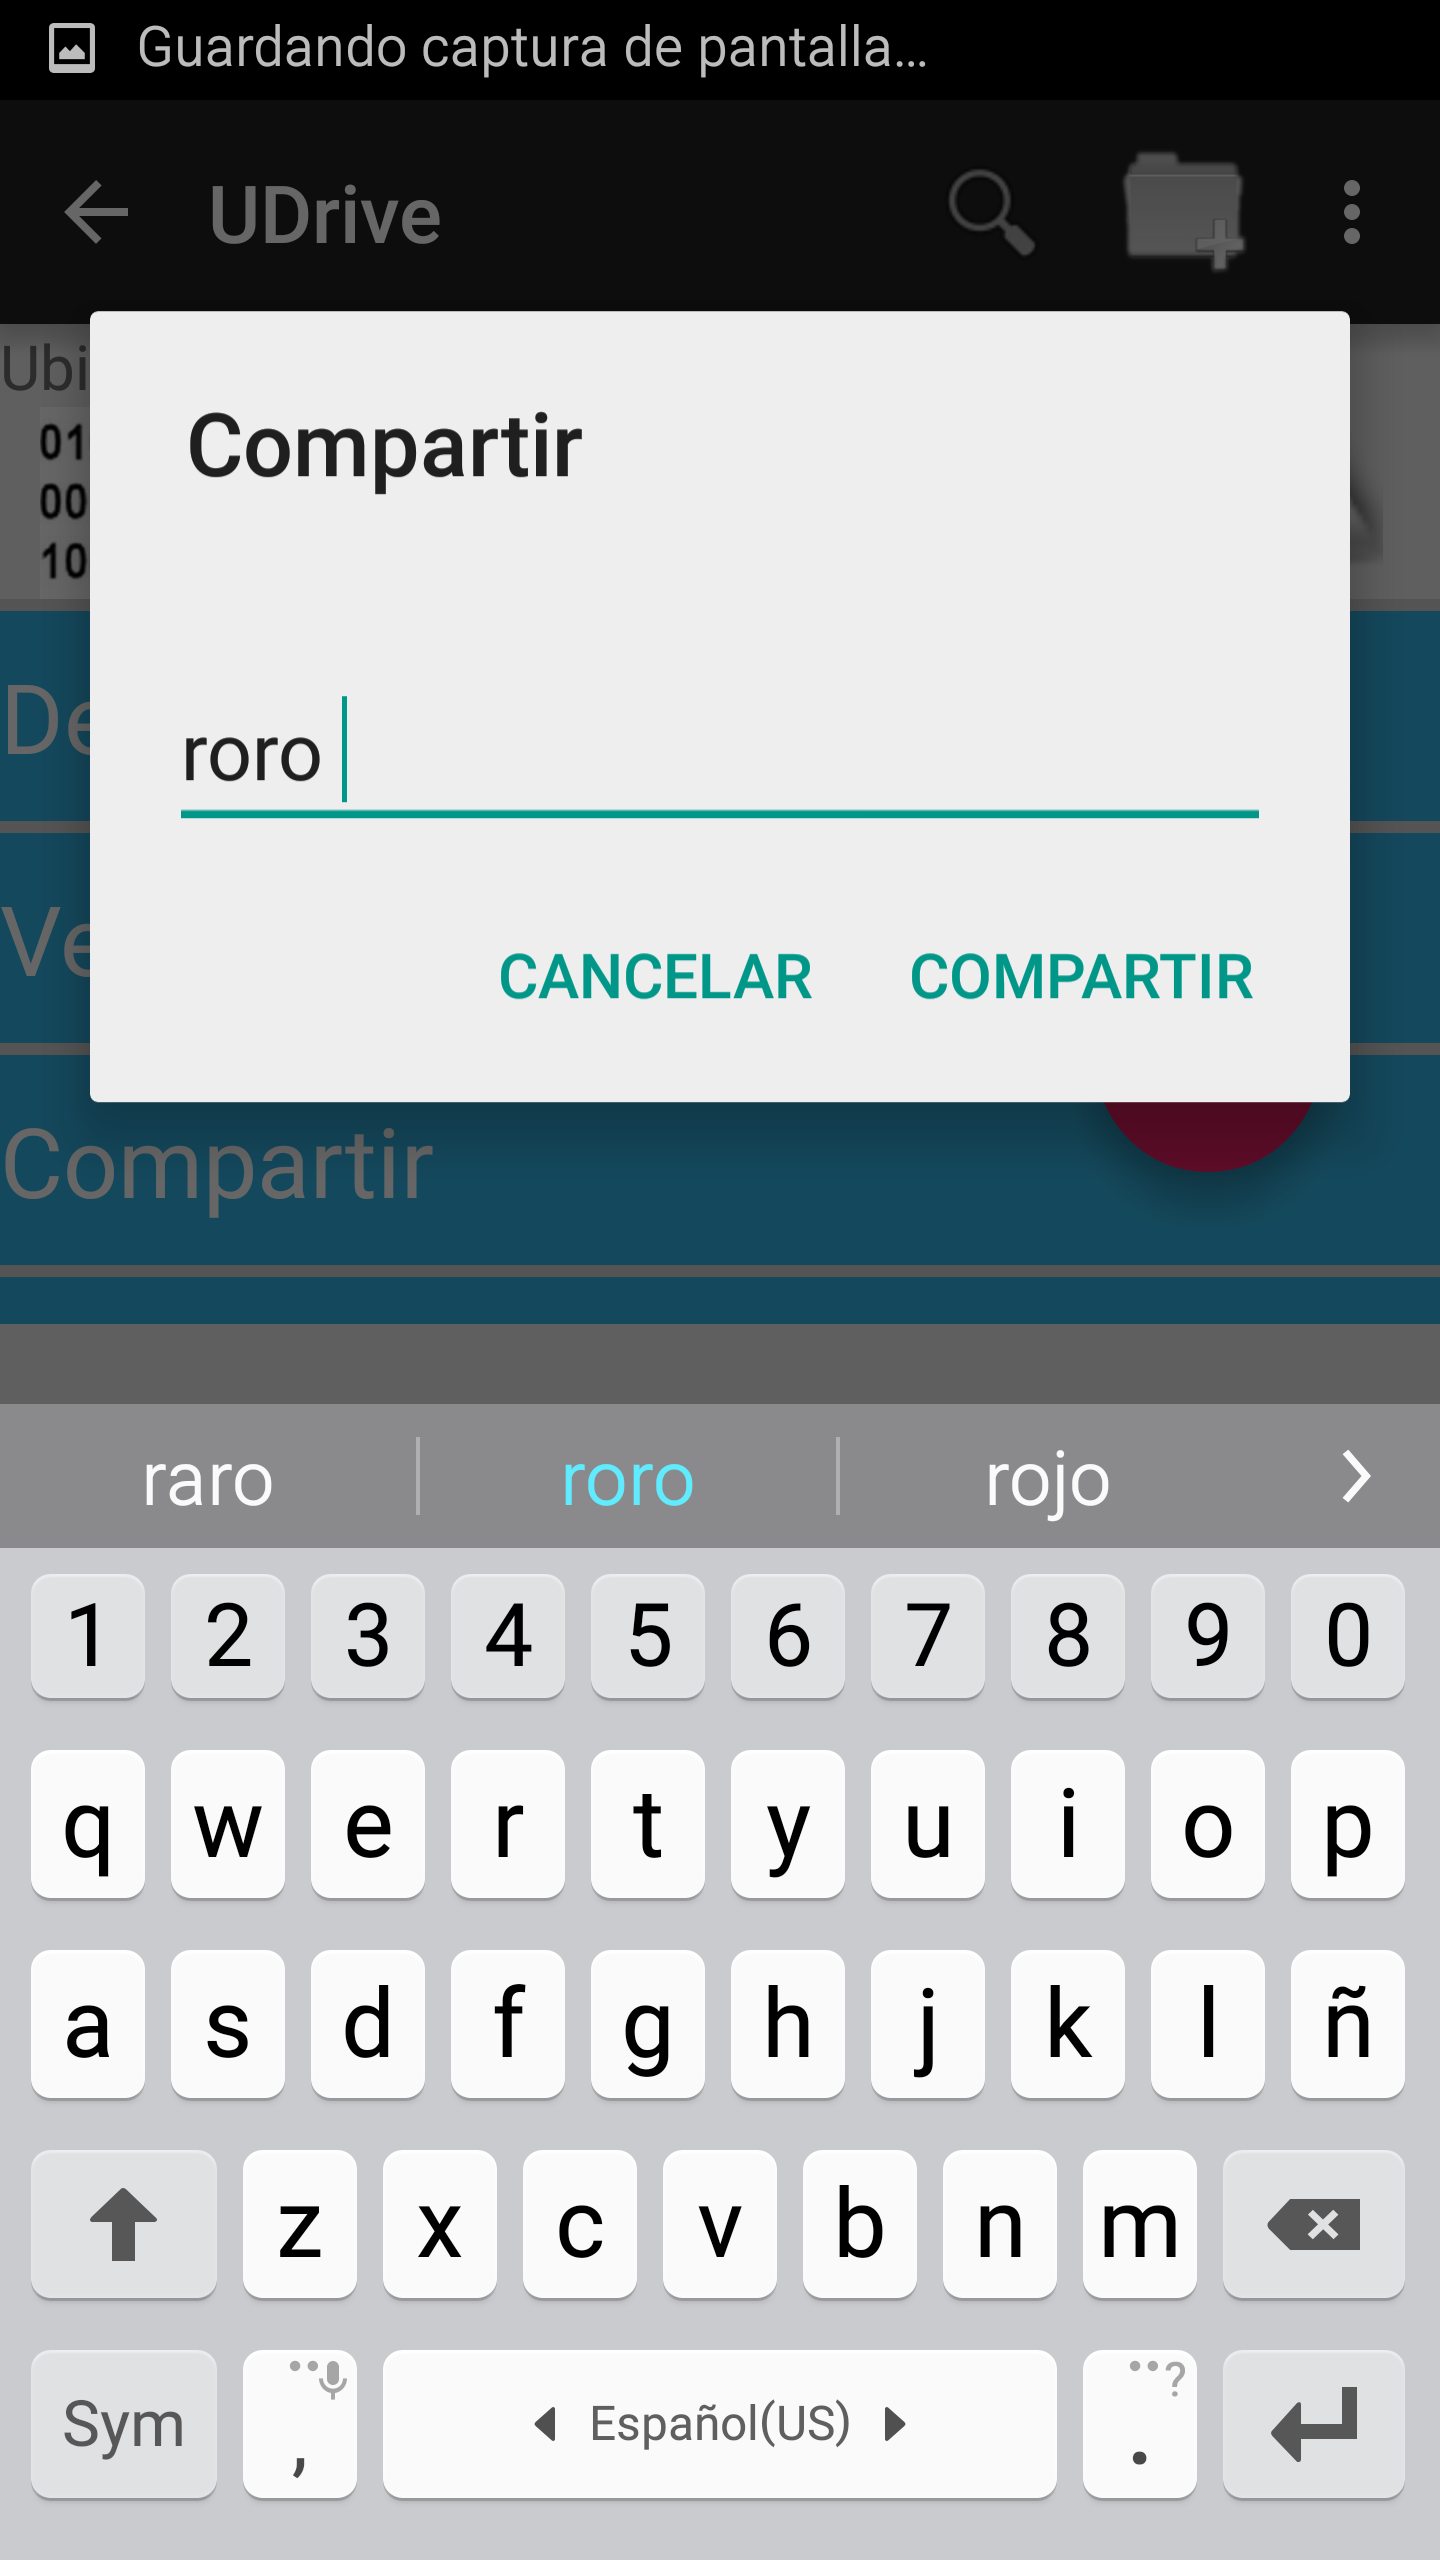 Guardando captura de pantalla...
UDrive
Ubi
01
00
10
Compartir
roro
CANCELAR COMPARTIR
De
Ve
Compartir
raro roro rojo
1 2 3 4 5 6 7 8 9 0
q w e r t y u i o p
a s d f g h j k l ñ
z x c v b n m
Sym , Español(US) . ?